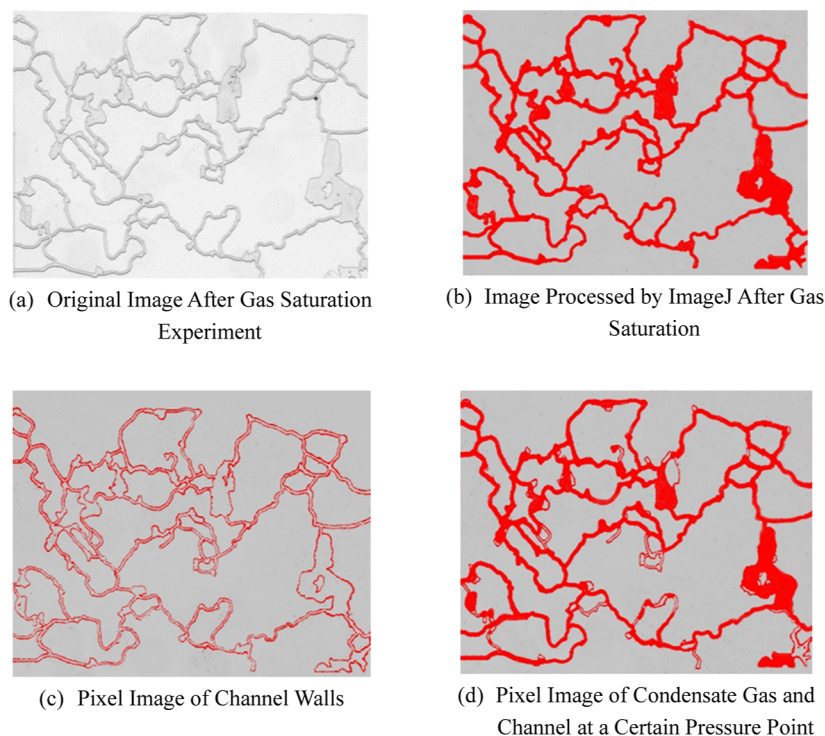 (a) Original Image After Gas Saturation
Experiment
(b) Image Processed by ImageJ After Gas
Saturation
(c) Pixel Image of Channel Walls
(d) Pixel Image of Condensate Gas and
Channel at a Certain Pressure Point